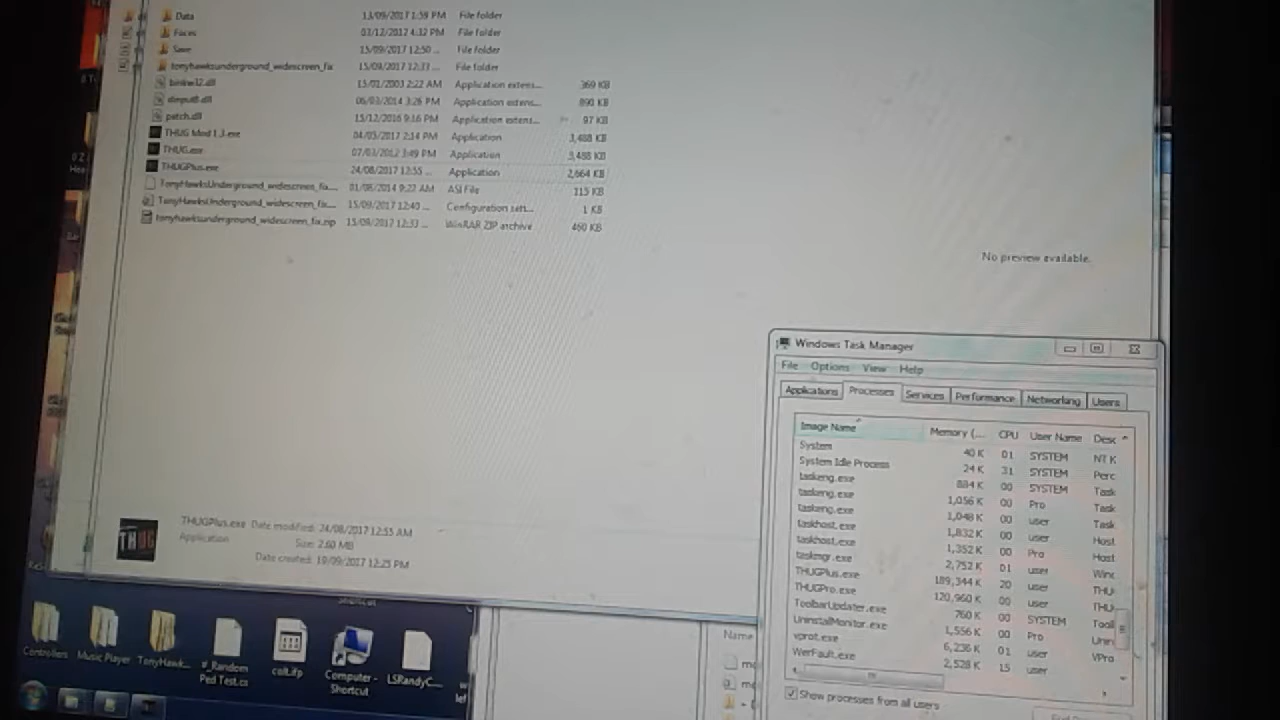 Data 13/09/2017 1:59 PM File folder
Faces 03/12/2017 4:32 PM File folder
Save 15/09/2017 12:50 ... File folder
tonyhawksunderground_widescreen_fix 15/09/2017 12:33 ... File folder
binkw32.dll 15/01/2003 2:22 AM Application extens... 369 KB
dinput8.dll 06/03/2014 3:26 PM Application extens... 890 KB
patch.dll 15/12/2016 9:16 PM Application extens... 97 KB
THUG Mod 1.3.exe 04/03/2017 2:14 PM Application 3,488 KB
THUG.exe 07/03/2012 3:49 PM Application 3,488 KB
THUGPlus.exe 24/08/2017 12:55 ... Application 2,664 KB
TonyHawksUnderground_widescreen_fix.... 01/08/2014 9:22 AM ASI File 115 KB
TonyHawksUnderground_widescreen_fix.... 15/09/2017 12:40 ... Configuration sett... 1 KB
tonyhawksunderground_widescreen_fix.zip 15/09/2017 12:33 ... WinRAR ZIP archive 460 KB
No preview available.
Windows Task Manager
File Options View Help
Applications Processes Services Performance Networking Users
Image Name Memory (... CPU User Name Desc
System 40 K 01 SYSTEM NT K
System Idle Process 24 K 31 SYSTEM Perc
taskeng.exe 884 K 00 SYSTEM Task
taskeng.exe 1,056 K 00 Pro Task
taskeng.exe 1,048 K 00 user Task
taskhost.exe 1,832 K 00 user Host
taskhost.exe 1,352 K 00 Pro Host
taskmgr.exe 2,752 K 01 user Winc
THUGPlus.exe 189,344 K 20 user THU
THUGPro.exe 120,960 K 00 user THU
ToolbarUpdater.exe 760 K 00 SYSTEM Tool
UninstallMonitor.exe 1,556 K 00 Pro Unin
vprot.exe 6,236 K 01 user VPro
WerFault.exe 2,528 K 15 user
Show processes from all users
THUG
THUGPlus.exe Date modified: 24/08/2017 12:55 AM
Application Size: 2.60 MB
Date created: 19/09/2017 12:25 PM
Shortcut
Name
Controllers
Music Player
TonyHawk...
#_Random Ped Test.cs
colt.ifp
Computer - Shortcut
LSRandyC...